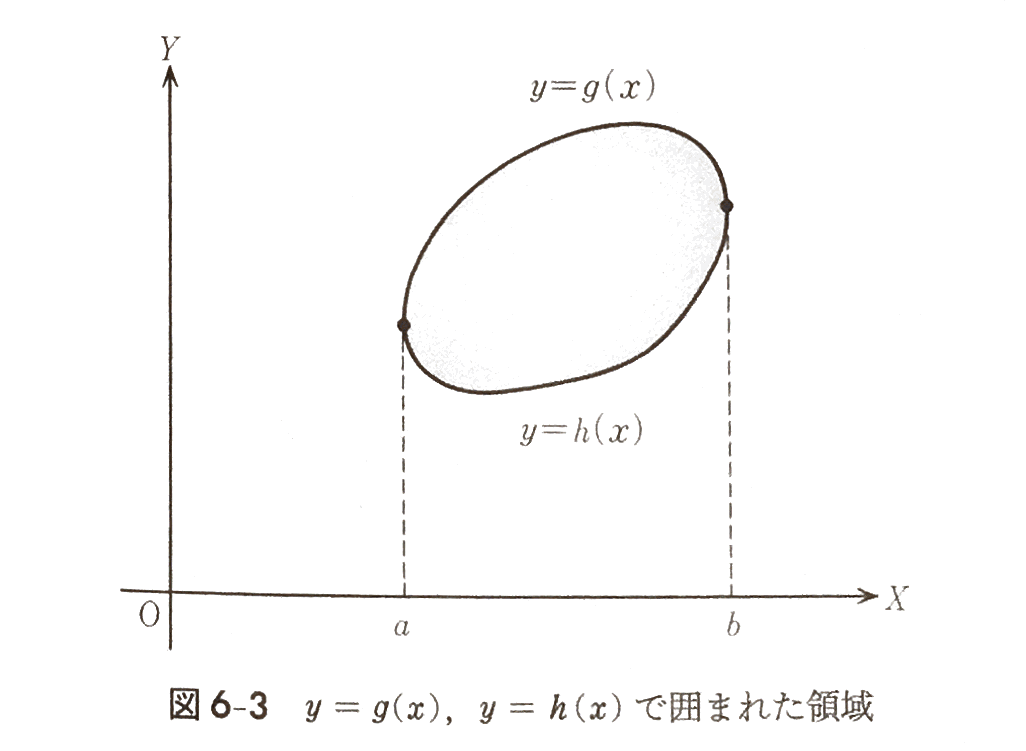 Y
y=g(x)
y=h(x)
O
a
b
X
図6-3 y = g(x), y = h(x) で囲まれた領域